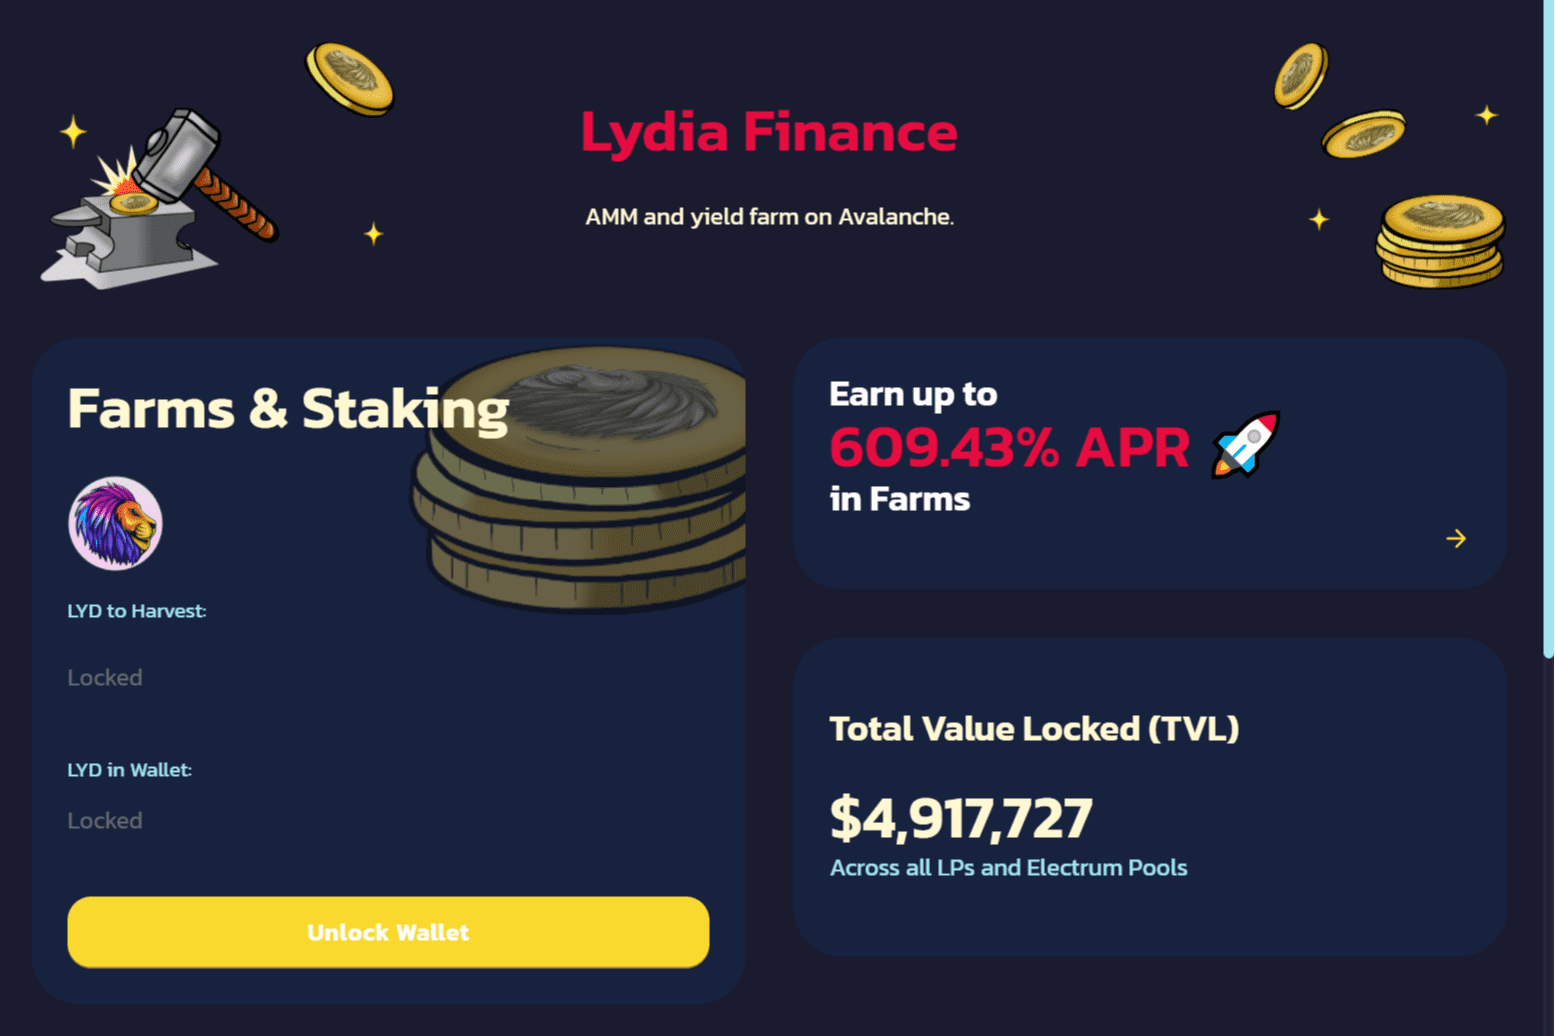 Lydia Finance
AMM and yield farm on Avalanche.
Farms & Staking
LYD to Harvest:
Locked
LYD in Wallet:
Locked
Unlock Wallet
Earn up to
609.43% APR
in Farms
Total Value Locked (TVL)
$4,917,727
Across all LPs and Electrum Pools